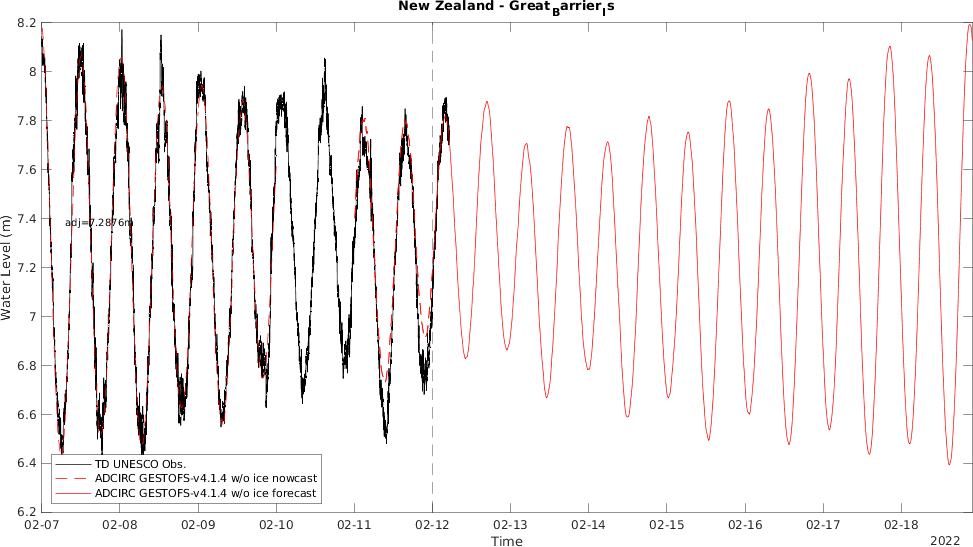 New Zealand - Great_Barrier_Is
8.2
8
7.8
7.6
7.4
7.2
7
6.8
6.6
6.4
6.2
Water Level (m)
adj=7.2876m
TD UNESCO Obs.
ADCIRC GESTOFS-v4.1.4 w/o ice nowcast
ADCIRC GESTOFS-v4.1.4 w/o ice forecast
02-07 02-08 02-09 02-10 02-11 02-12 02-13 02-14 02-15 02-16 02-17 02-18
Time
2022